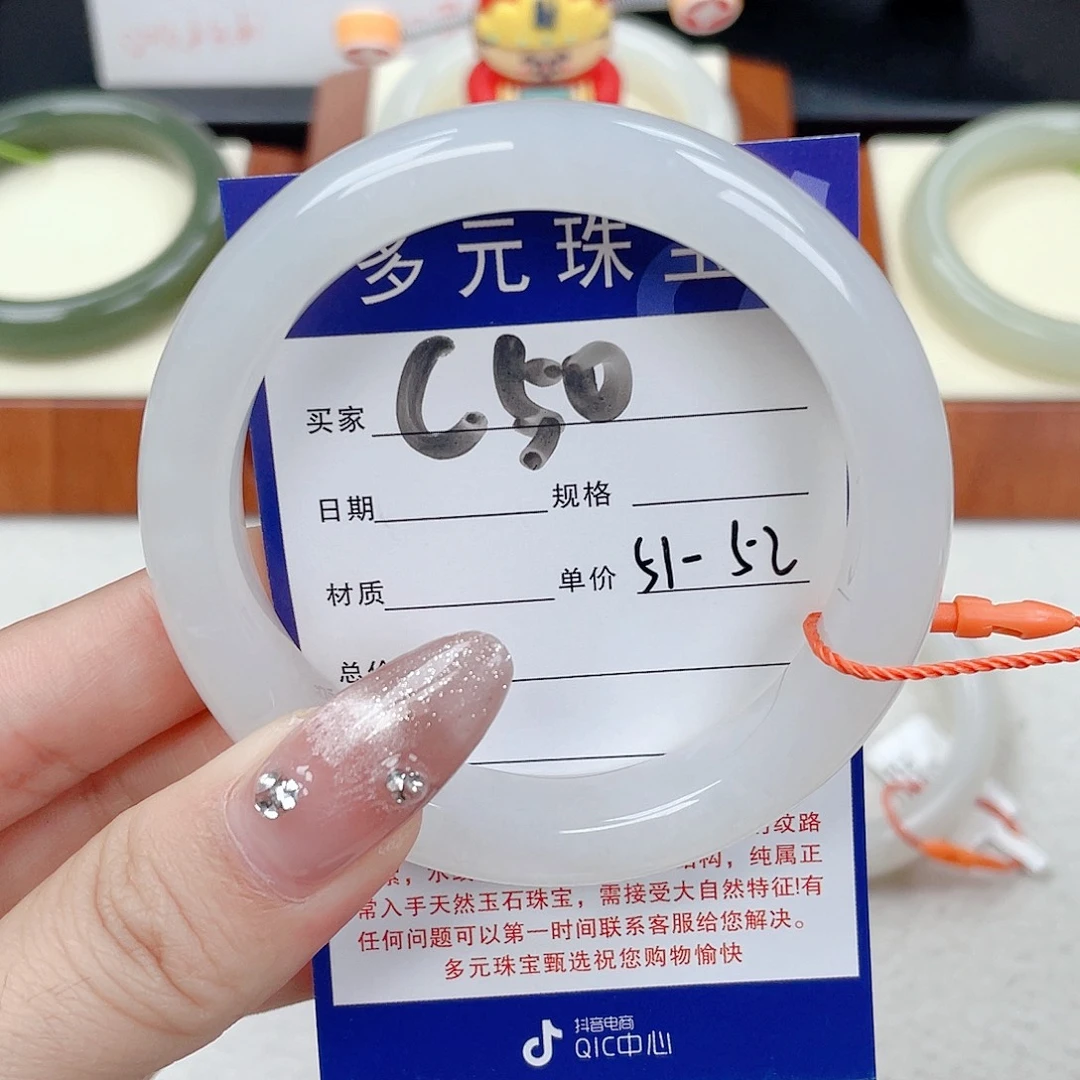 多元珠宝
买家 C50
日期 规格
材质 单价 51-52
总价
纹路
结构，纯属正
常入手天然玉石珠宝，需接受大自然特征!有
任何问题可以第一时间联系客服给您解决。
多元珠宝甄选祝您购物愉快
抖音电商
QIC中心